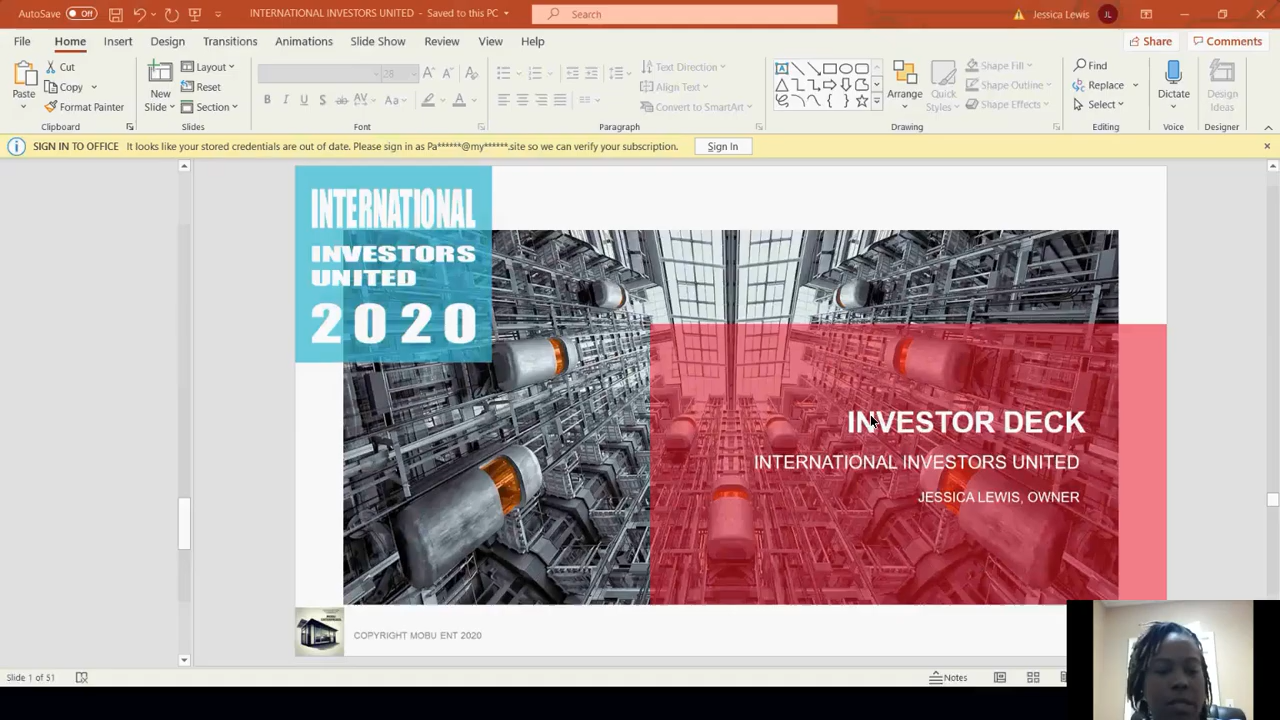 AutoSave Off
INTERNATIONAL INVESTORS UNITED - Saved to this PC
Search
Jessica Lewis JL
File Home Insert Design Transitions Animations Slide Show Review View Help
Share Comments
Paste
Cut
Copy
Format Painter
Clipboard
New Slide
Layout
Reset
Section
Slides
28
Font
Text Direction
Align Text
Convert to SmartArt
Paragraph
Arrange
Quick Styles
Shape Fill
Shape Outline
Shape Effects
Drawing
Find
Replace
Select
Editing
Dictate
Voice
Design Ideas
Designer
SIGN IN TO OFFICE It looks like your stored credentials are out of date. Please sign in as Pa******@my******.site so we can verify your subscription. Sign In
INTERNATIONAL
INVESTORS
UNITED
2020
INVESTOR DECK
INTERNATIONAL INVESTORS UNITED
JESSICA LEWIS, OWNER
COPYRIGHT MOBU ENT 2020
Slide 1 of 51
Notes